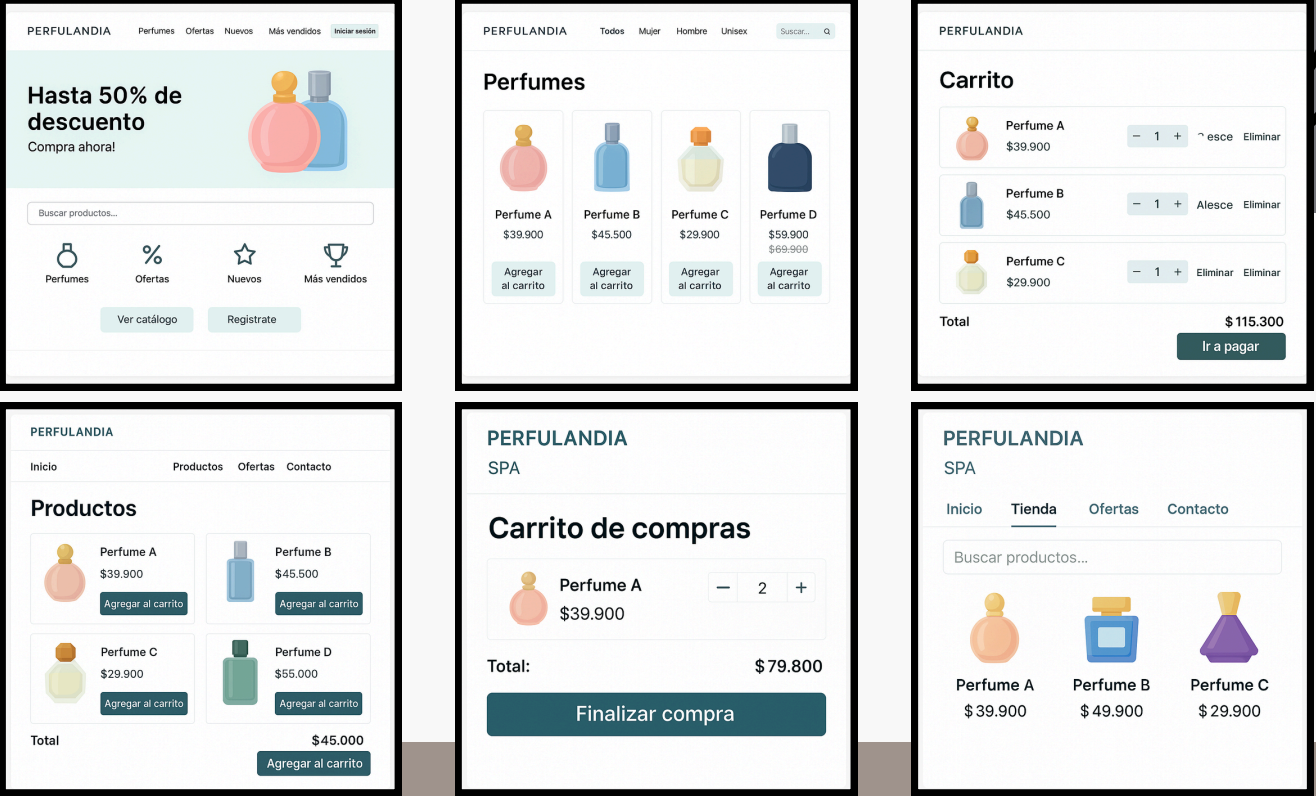 PERFULANDIA
Perfumes Ofertas Nuevos Más vendidos Iniciar sesión
Hasta 50% de
descuento
Compra ahora!
Buscar productos...
Perfumes Ofertas Nuevos Más vendidos
Ver catálogo Registrate
PERFULANDIA
Todos Mujer Hombre Unisex Suscar...
Perfumes
Perfume A Perfume B Perfume C Perfume D
$39.900 $45.500 $29.900 $59.900
$69.900
Agregar Agregar Agregar Agregar
al carrito al carrito al carrito al carrito
PERFULANDIA
Carrito
Perfume A
$39.900
− 1 + esce Eliminar
Perfume B
$45.500
− 1 + Alesce Eliminar
Perfume C
$29.900
− 1 + Eliminar Eliminar
Total $115.300
Ir a pagar
PERFULANDIA
Inicio Productos Ofertas Contacto
Productos
Perfume A
$39.900
Agregar al carrito
Perfume B
$45.500
Agregar al carrito
Perfume C
$29.900
Agregar al carrito
Perfume D
$55.000
Agregar al carrito
Total $45.000
Agregar al carrito
PERFULANDIA
SPA
Carrito de compras
Perfume A
$39.900
− 2 +
Total: $79.800
Finalizar compra
PERFULANDIA
SPA
Inicio Tienda Ofertas Contacto
Buscar productos...
Perfume A Perfume B Perfume C
$39.900 $49.900 $29.900